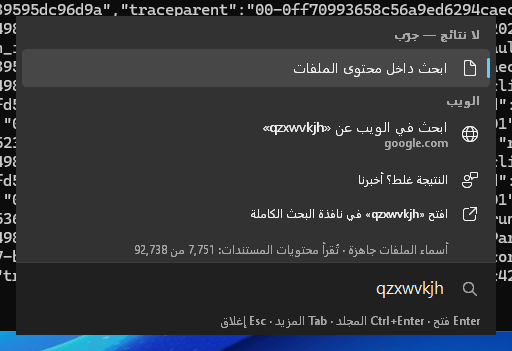 لا نتائج — جرّب
ابحث داخل محتوى الملفات
الويب
ابحث في الويب عن «qzxwvkjh»
google.com
النتيجة غلط؟ أخبرنا
افتح «qzxwvkjh» في نافذة البحث الكاملة
أسماء الملفات جاهزة · تُقرأ محتويات المستندات: 7,751 من 92,738
qzxwvkjh
Enter فتح · Ctrl+Enter المجلد · Tab المزيد · Esc إغلاق